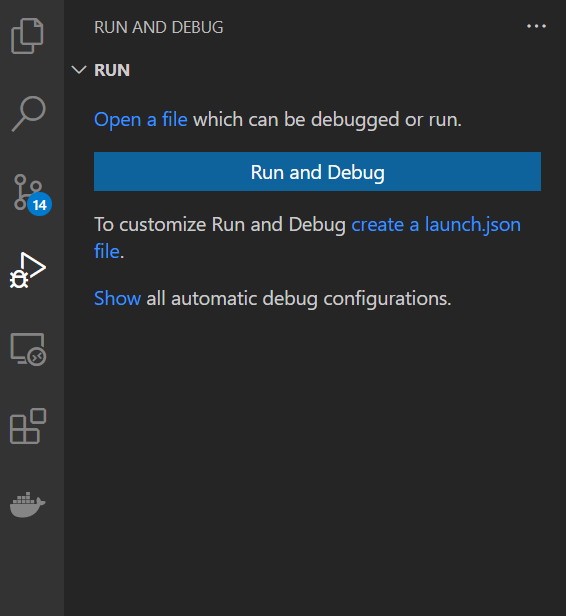 RUN AND DEBUG
RUN
Open a file which can be debugged or run.
Run and Debug
14
To customize Run and Debug create a launch.json
file.
Show all automatic debug configurations.